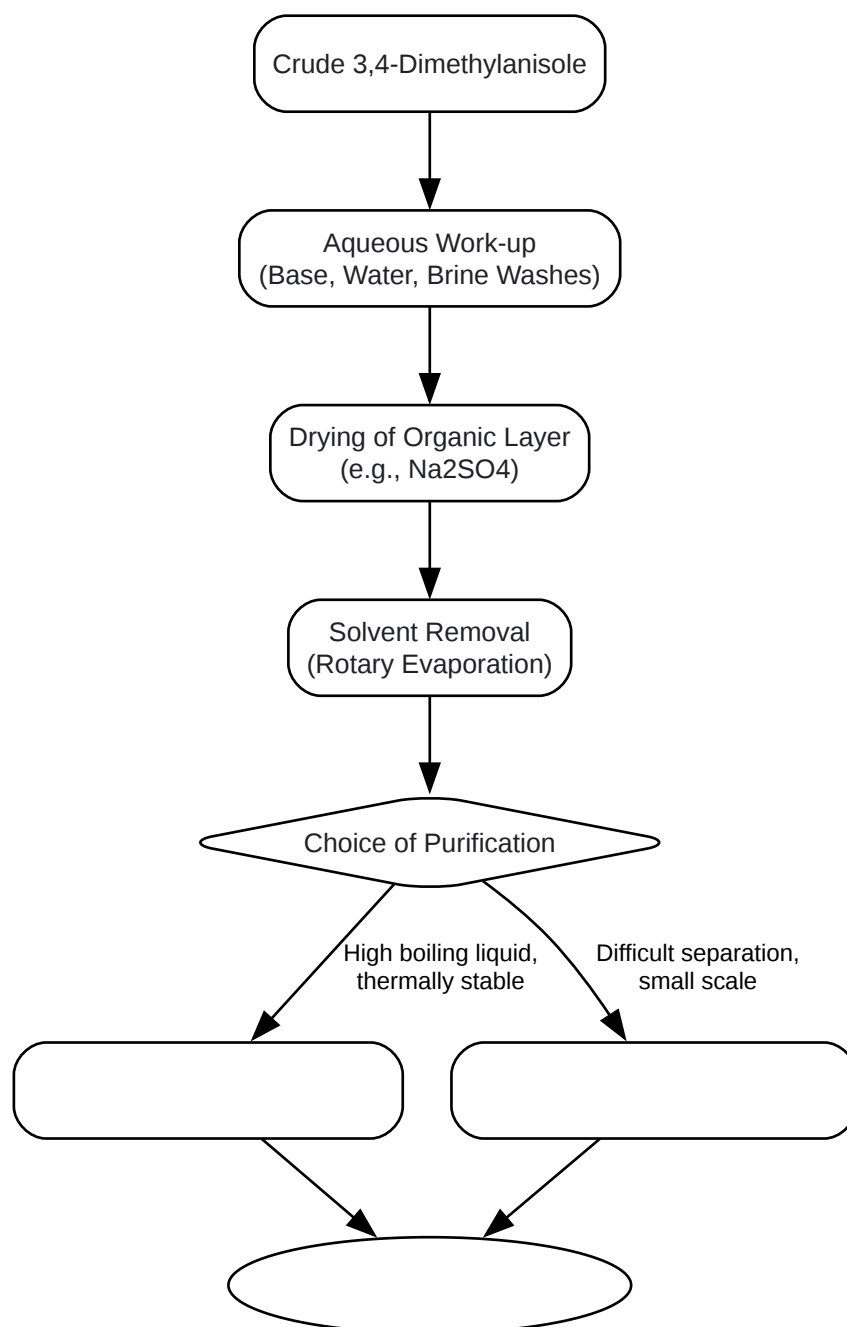 Crude 3,4-Dimethylanisole
Aqueous Work-up
(Base, Water, Brine Washes)
Drying of Organic Layer
(e.g., Na2SO4)
Solvent Removal
(Rotary Evaporation)
Choice of Purification
High boiling liquid,
thermally stable
Difficult separation,
small scale